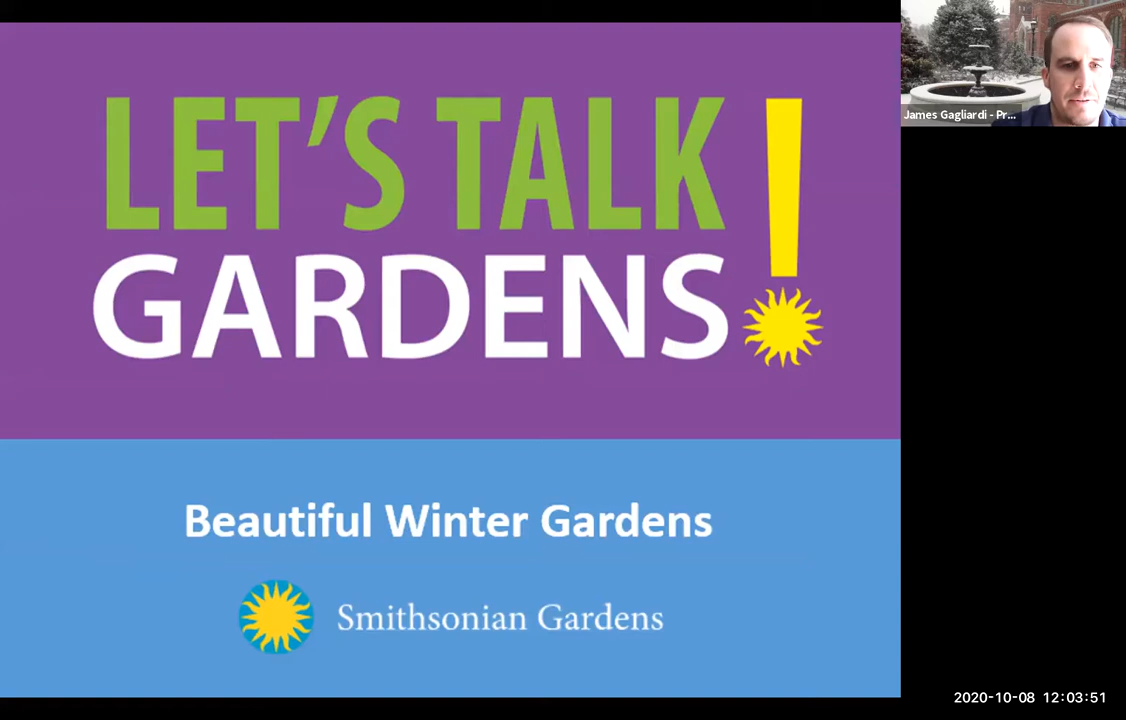 James Gagliardi - Pr...
LET'S TALK
GARDENS!
Beautiful Winter Gardens
Smithsonian Gardens
2020-10-08 12:03:51